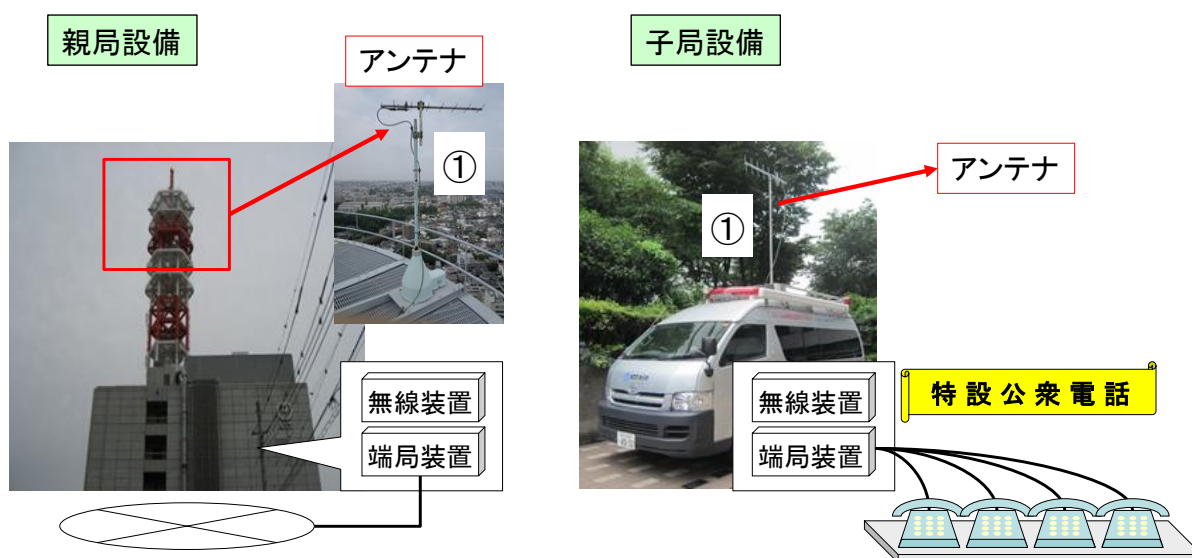 親局設備
アンテナ
①
無線装置
端局装置
子局設備
アンテナ
①
無線装置
端局装置
特設公衆電話